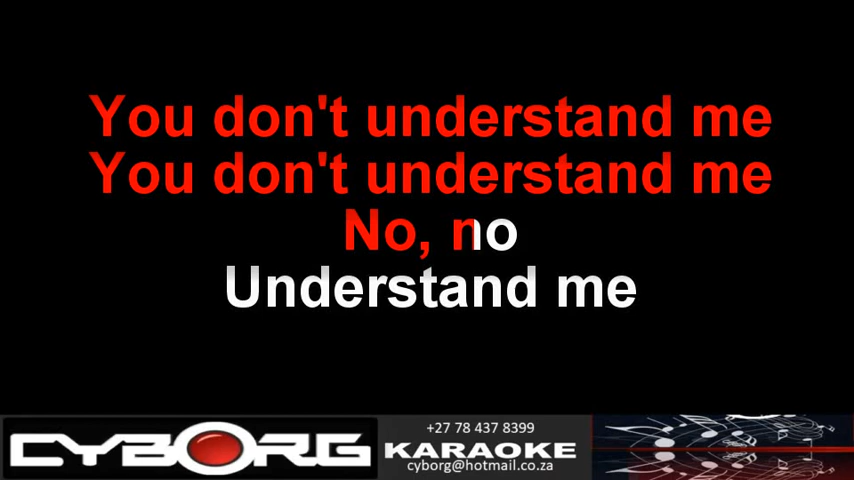 You don't understand me
You don't understand me
No, no
Understand me
CYBORG
+27 78 437 8399
KARAOKE
cyborg@hotmail.co.za